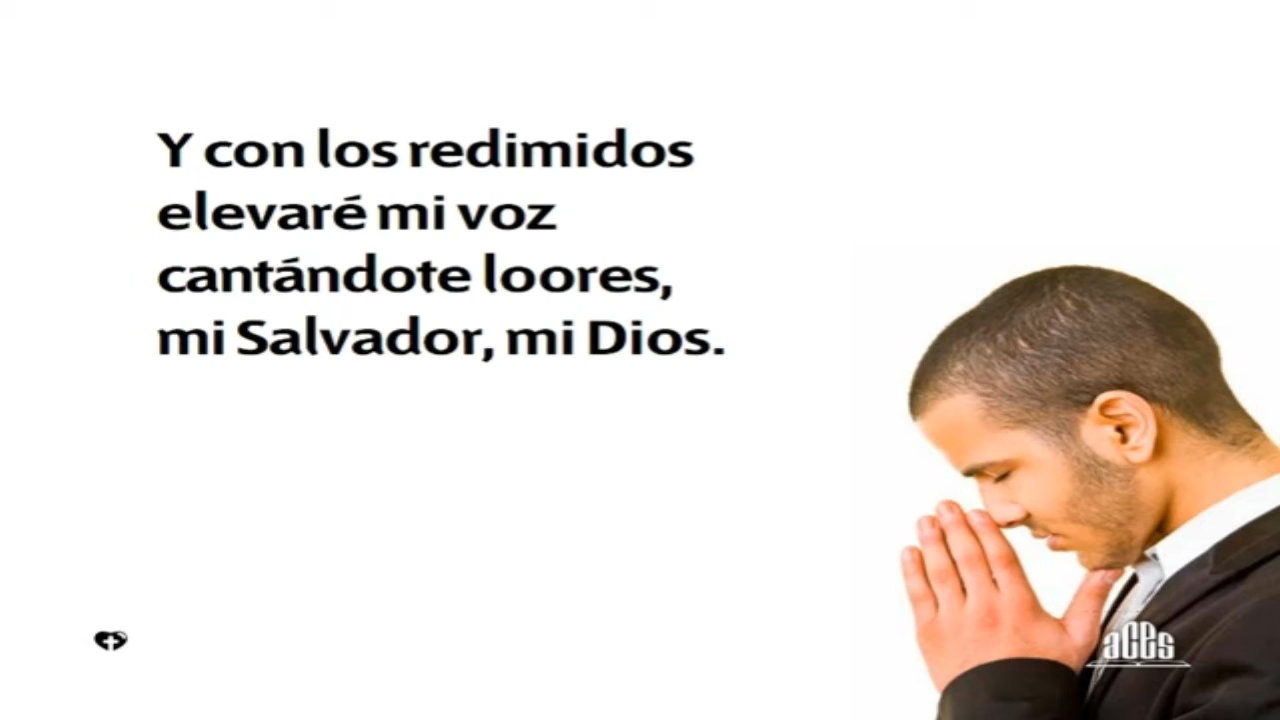 Y con los redimidos
elevaré mi voz
cantándote loores,
mi Salvador, mi Dios.
aces